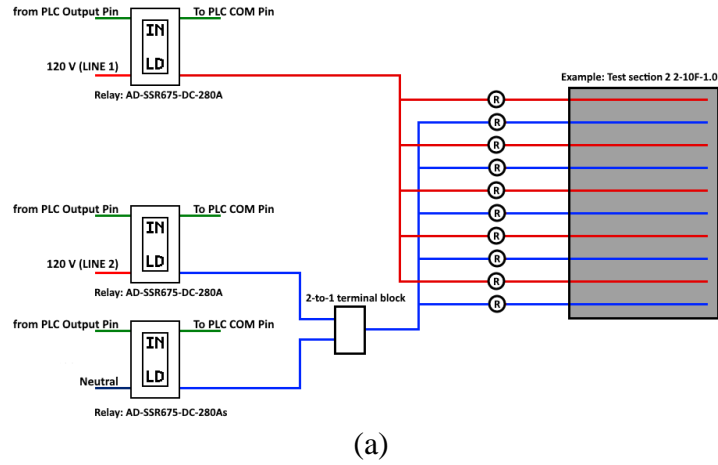 from PLC Output Pin
To PLC COM Pin
IN
LD
120 V (LINE 1)
Relay: AD-SSR675-DC-280A
Example: Test section 2 2-10F-1.0
R
R
R
R
R
R
R
R
R
R
from PLC Output Pin
To PLC COM Pin
IN
LD
120 V (LINE 2)
Relay: AD-SSR675-DC-280A
2-to-1 terminal block
from PLC Output Pin
To PLC COM Pin
IN
LD
Neutral
Relay: AD-SSR675-DC-280As
(a)